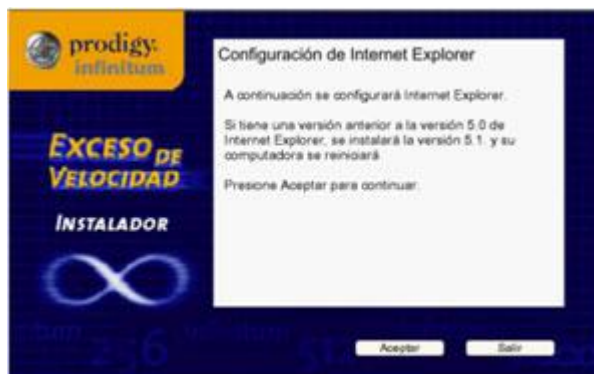 prodigy.
infinitum
Configuración de Internet Explorer
A continuación se configurará Internet Explorer.
Si tiene una versión anterior a la versión 5.0 de
Internet Explorer, se instalará la versión 5.1. y su
computadora se reiniciará
Presione Aceptar para continuar.
EXCESO DE
VELOCIDAD
INSTALADOR
256
Aceptar
Salir